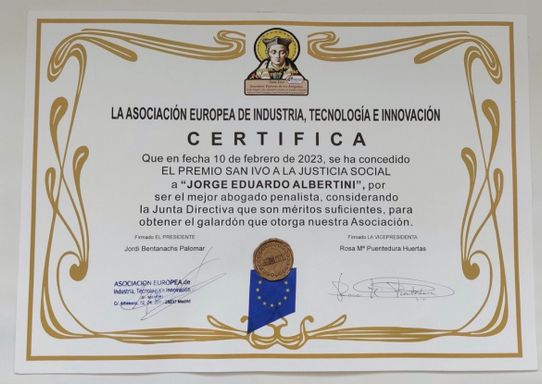 San Ivo
LA ASOCIACIÓN EUROPEA DE INDUSTRIA, TECNOLOGÍA E INNOVACIÓN
CERTIFICA
Que en fecha 10 de febrero de 2023, se ha concedido
EL PREMIO SAN IVO A LA JUSTICIA SOCIAL
a “JORGE EDUARDO ALBERTINI”, por
ser el mejor abogado penalista, considerando
la Junta Directiva que son méritos suficientes, para
obtener el galardón que otorga nuestra Asociación.
Firmado EL PRESIDENTE
Jordi Bentanachs Palomar
Firmado LA VICEPRESIDENTA
Rosa Mª Puentedura Huertas
ASOCIACIÓN EUROPEA de
Industria, Tecnología e Innovación
Madrid